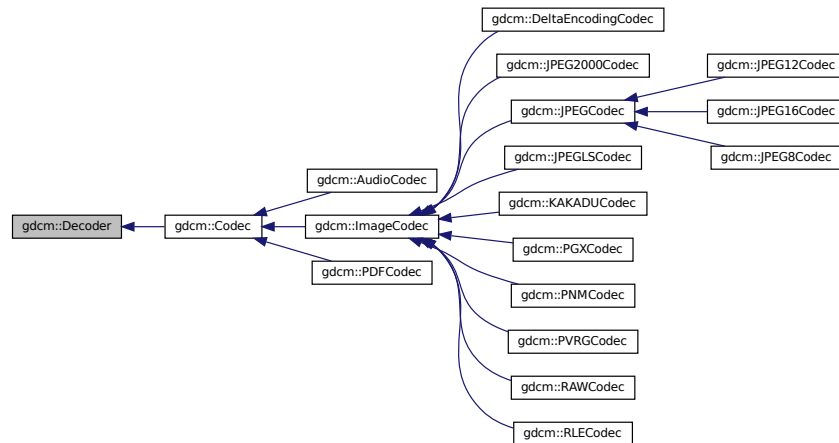 gdcm::DeltaEncodingCodec
gdcm::JPEG2000Codec
gdcm::JPEG12Codec
gdcm::JPEGCodec
gdcm::JPEG16Codec
gdcm::JPEG8Codec
gdcm::JPEGLSCodec
gdcm::AudioCodec
gdcm::KAKADUCodec
gdcm::Decoder
gdcm::Codec
gdcm::ImageCodec
gdcm::PGXCodec
gdcm::PDFCodec
gdcm::PNMCodec
gdcm::PVRGCodec
gdcm::RAWCodec
gdcm::RLECodec